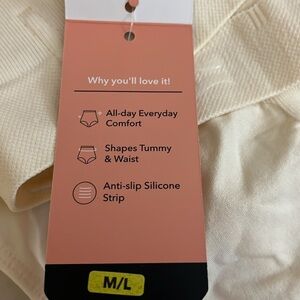 Why you'll love it!
All-day Everyday
Comfort
Shapes Tummy
& Waist
Anti-slip Silicone
Strip
M/L